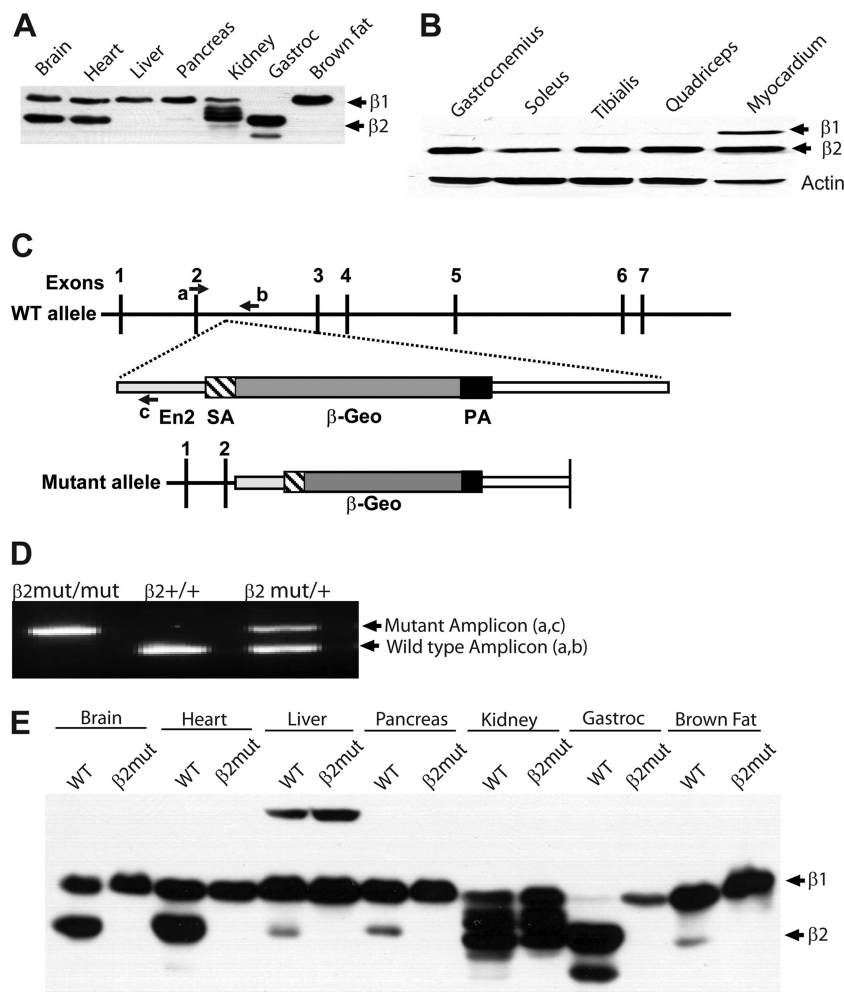 A
Brain Heart Liver Pancreas Kidney Gastroc Brown fat
β1
β2
B
Gastrocnemius Soleus Tibialis Quadriceps Myocardium
β1
β2
Actin
C
Exons 1 2 3 4 5 6 7
a b
WT allele
c En2 SA β-Geo PA
1 2
Mutant allele
β-Geo
D
β2mut/mut β2+/+ β2 mut/+
Mutant Amplicon (a,c)
Wild type Amplicon (a,b)
E
Brain Heart Liver Pancreas Kidney Gastroc Brown Fat
WT β2mut WT β2mut WT β2mut WT β2mut WT β2mut WT β2mut WT β2mut
β1
β2